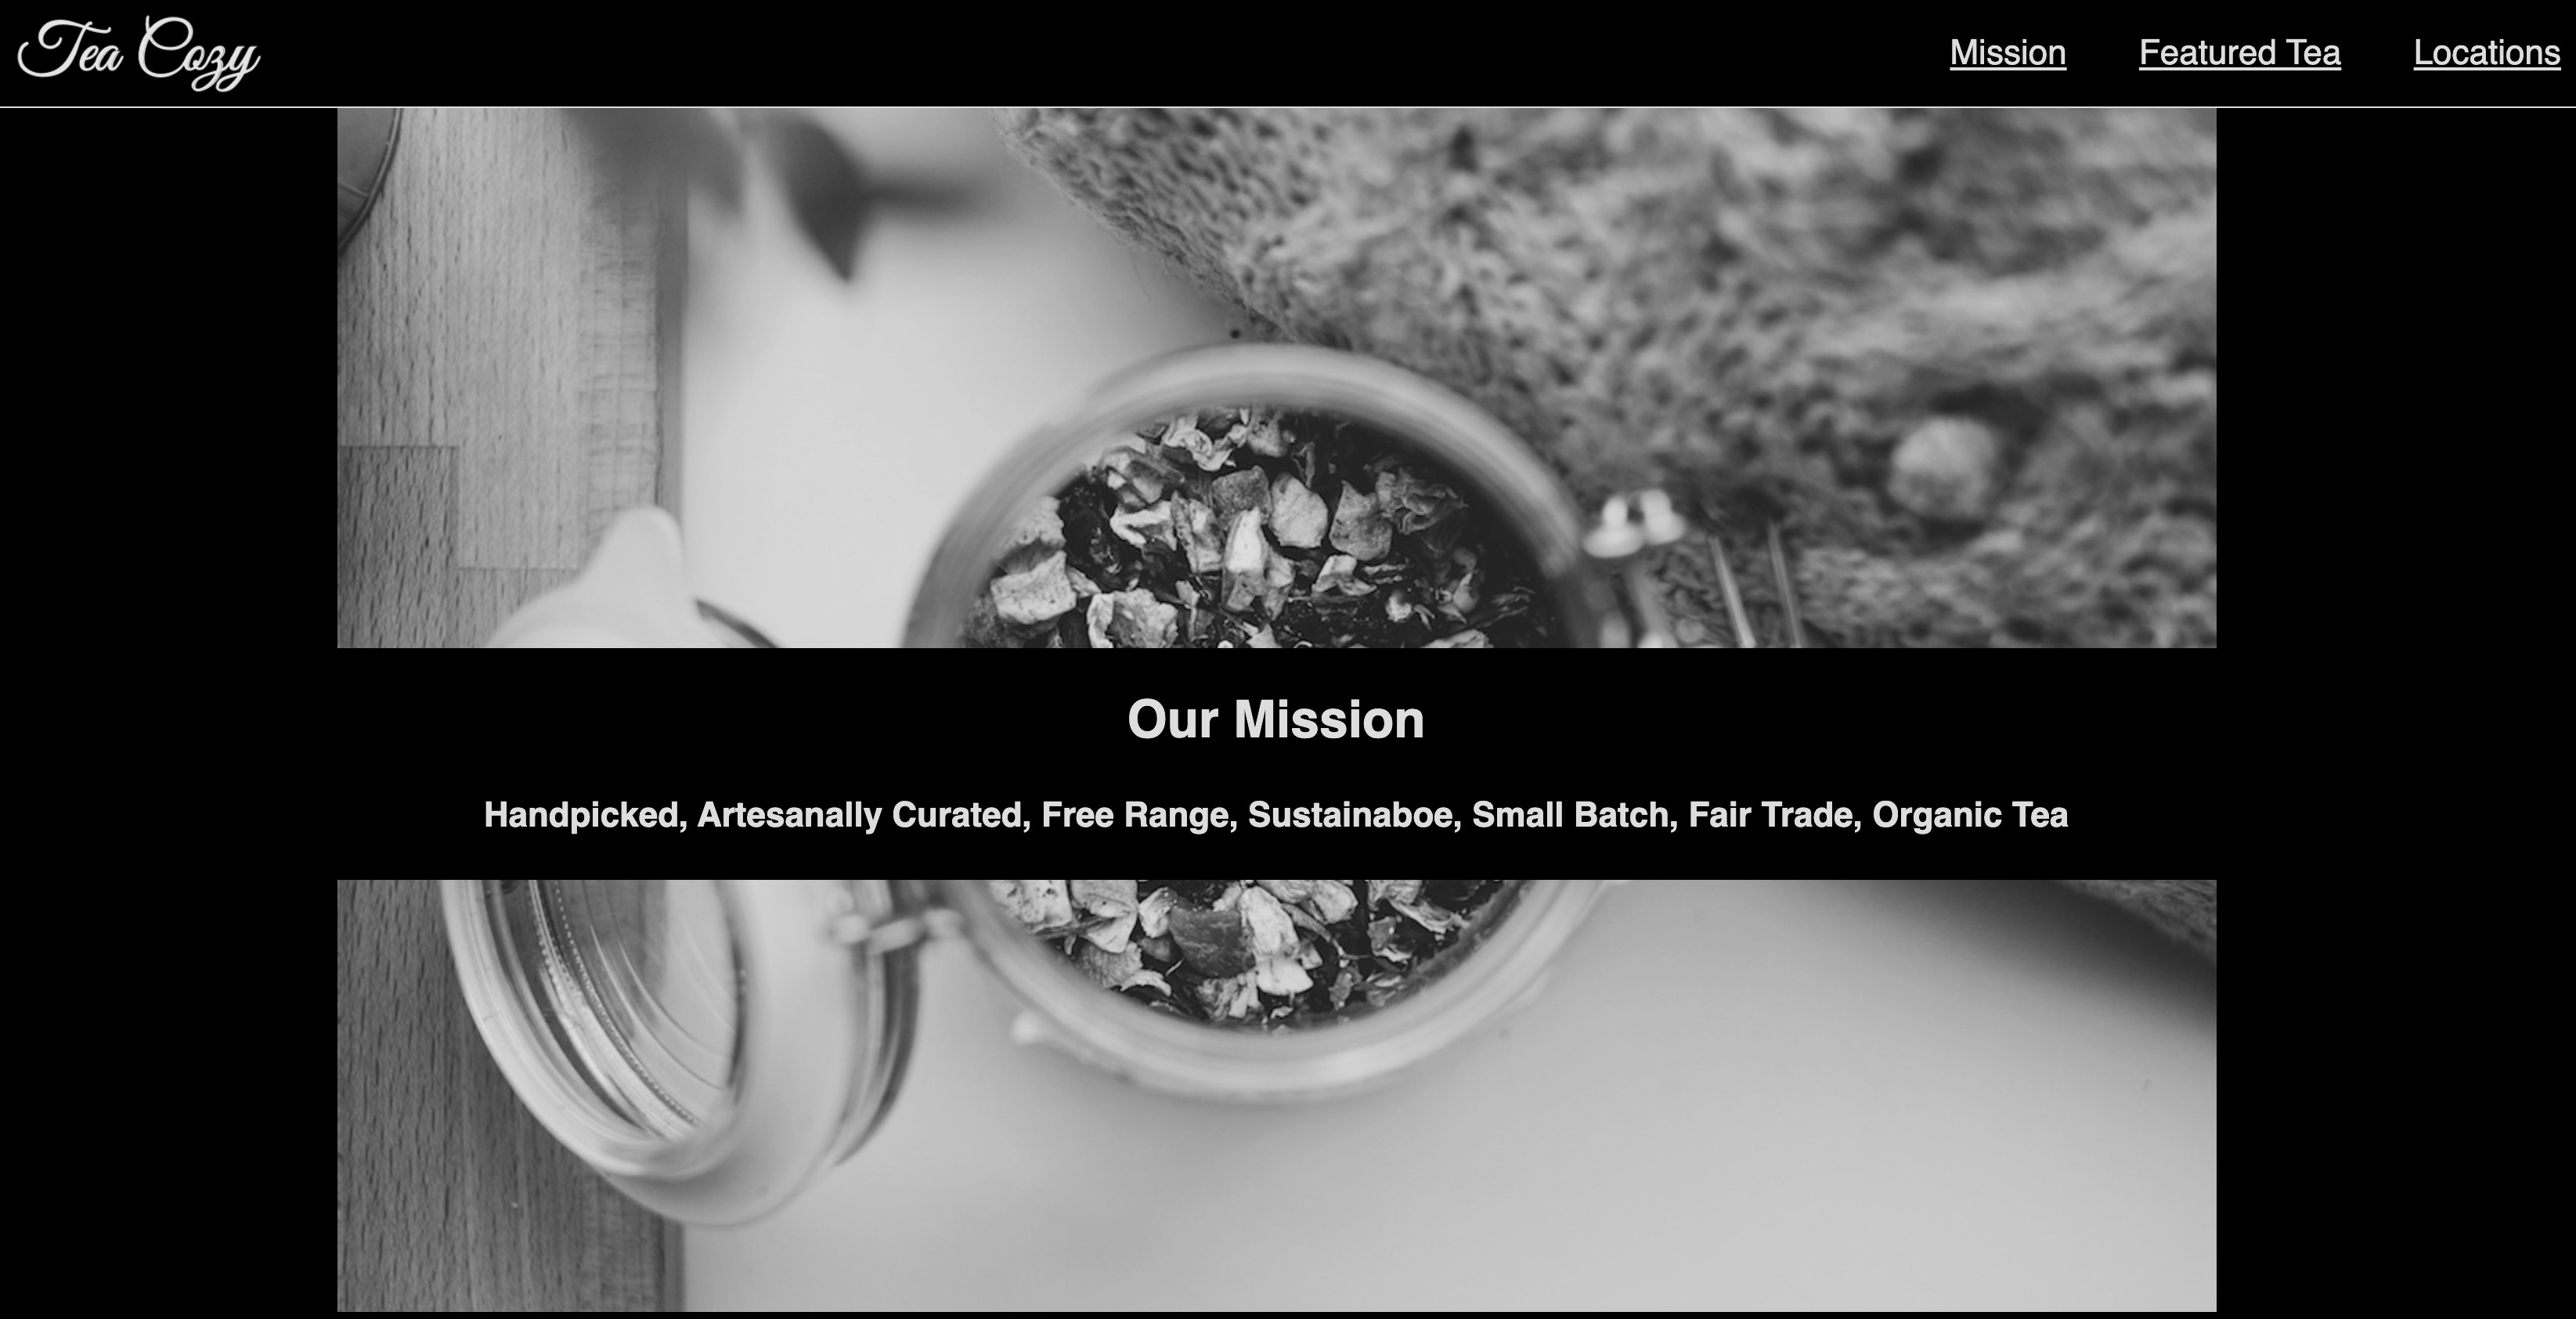 Tea Cozy
Mission Featured Tea Locations
Our Mission
Handpicked, Artesanally Curated, Free Range, Sustainaboe, Small Batch, Fair Trade, Organic Tea